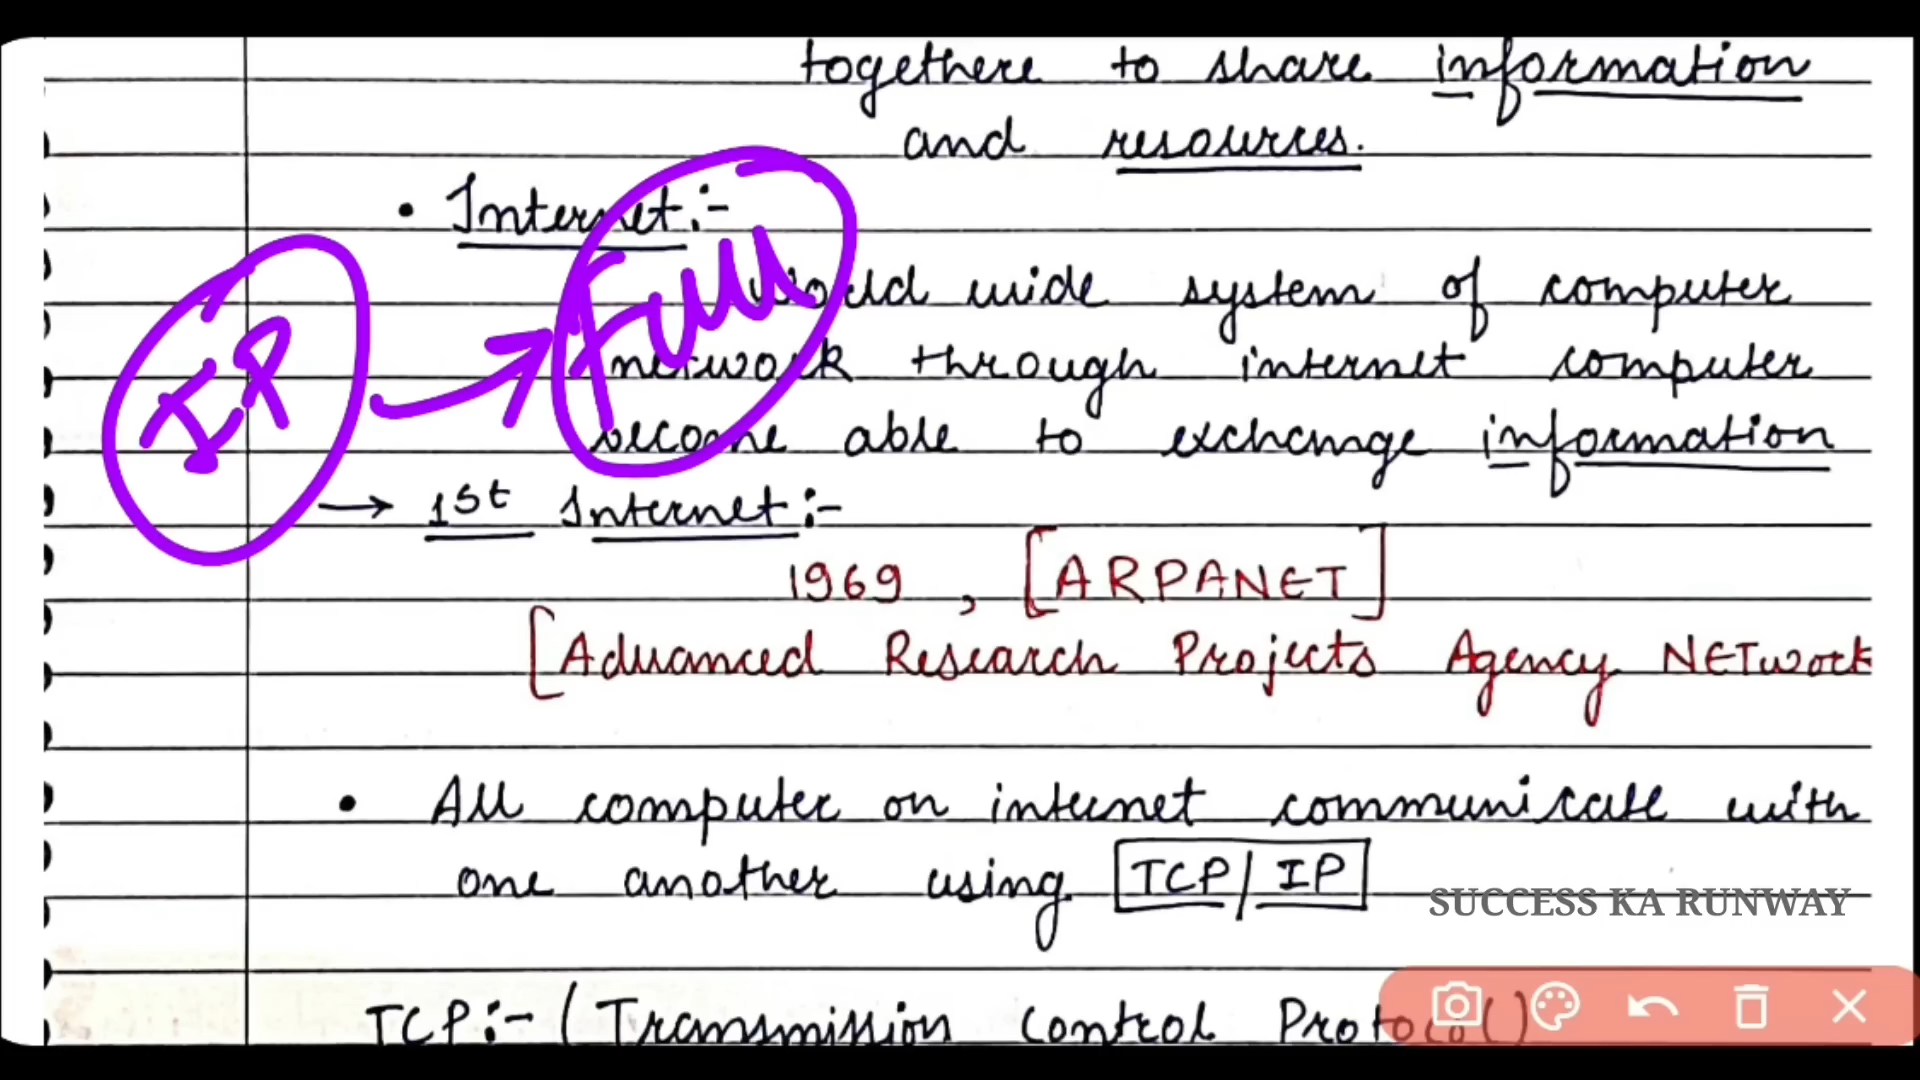 togethere to share information
and resources.
• Internet:-
World wide system of computer
network through internet computer
become able to exchange information
IP → Full
→ 1st Internet:-
1969, [ARPANET]
[Advanced Research Projects Agency NETwork
• All computer on internet communicate with
one another using TCP/IP
SUCCESS KA RUNWAY
TCP:- (Transmission Control Protocol)